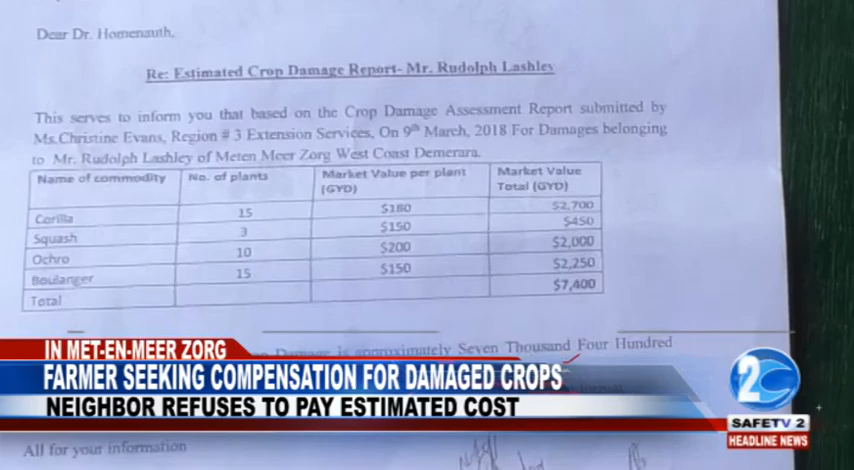 Dear Dr. Homenauth,
Re: Estimated Crop Damage Report- Mr. Rudolph Lashley
This serves to inform you that based on the Crop Damage Assessment Report submitted by
Ms.Christine Evans, Region # 3 Extension Services, On 9th March, 2018 For Damages belonging
to Mr. Rudolph Lashley of Meten Meer Zorg West Coast Demerara.
Name of commodity No. of plants Market Value per plant (GYD) Market Value Total (GYD)
Corilla 15 $180 $2,700
Squash 3 $150 $450
Ochro 10 $200 $2,000
Boulanger 15 $150 $2,250
Total $7,400
Damage is approximately Seven Thousand Four Hundred
IN MET-EN-MEER ZORG
FARMER SEEKING COMPENSATION FOR DAMAGED CROPS
NEIGHBOR REFUSES TO PAY ESTIMATED COST
2
SAFETV 2
HEADLINE NEWS
All for your information